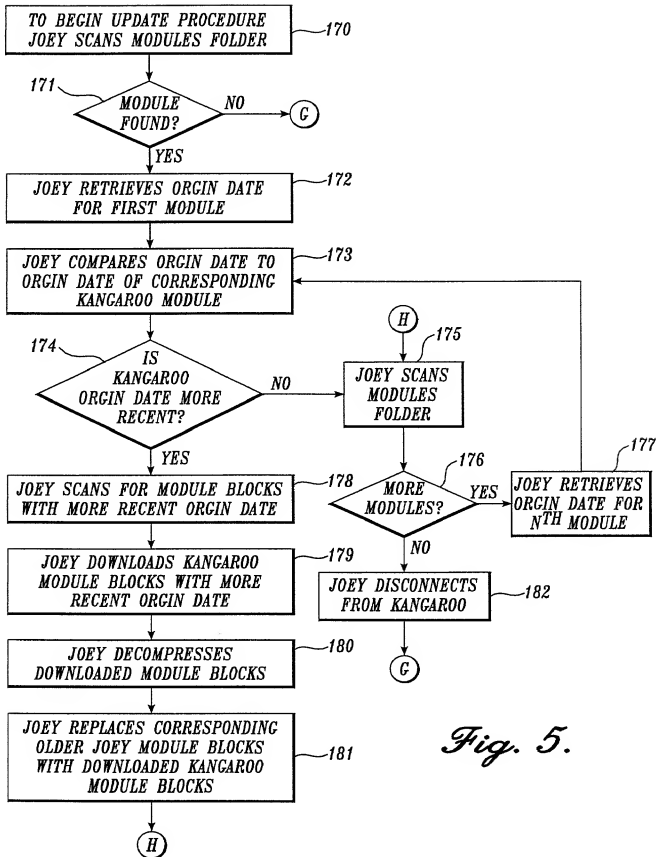 TO BEGIN UPDATE PROCEDURE
JOEY SCANS MODULES FOLDER
170
171
MODULE
FOUND?
NO
G
YES
JOEY RETRIEVES ORGIN DATE
FOR FIRST MODULE
172
JOEY COMPARES ORGIN DATE TO
ORGIN DATE OF CORRESPONDING
KANGAROO MODULE
173
174
IS
KANGAROO
ORGIN DATE MORE
RECENT?
NO
YES
H
175
JOEY SCANS
MODULES
FOLDER
176
MORE
MODULES?
YES
NO
177
JOEY RETRIEVES
ORGIN DATE FOR
NTH MODULE
JOEY SCANS FOR MODULE BLOCKS
WITH MORE RECENT ORGIN DATE
178
JOEY DOWNLOADS KANGAROO
MODULE BLOCKS WITH MORE
RECENT ORGIN DATE
179
JOEY DISCONNECTS
FROM KANGAROO
182
G
JOEY DECOMPRESSES
DOWNLOADED MODULE BLOCKS
180
JOEY REPLACES CORRESPONDING
OLDER JOEY MODULE BLOCKS
WITH DOWNLOADED KANGAROO
MODULE BLOCKS
181
H
Fig. 5.